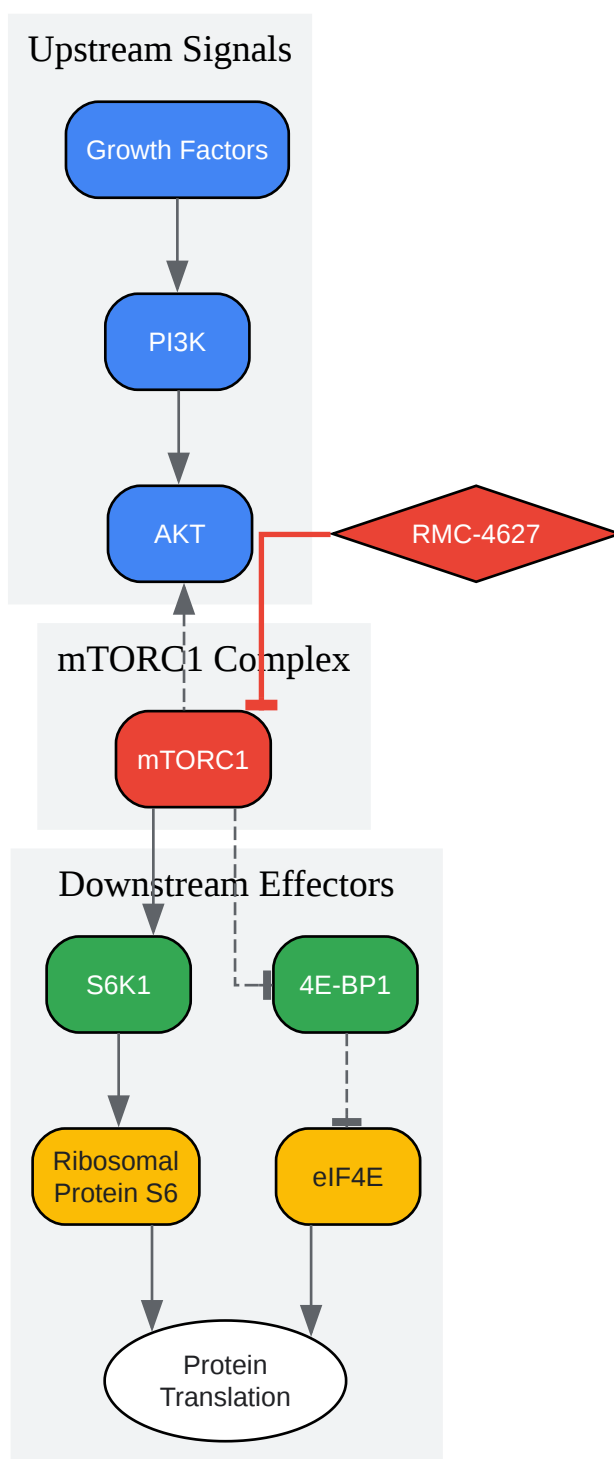 Upstream Signals
Growth Factors
PI3K
AKT
RMC-4627
mTORC1 Complex
mTORC1
Downstream Effectors
S6K1
4E-BP1
Ribosomal
Protein S6
eIF4E
Protein
Translation